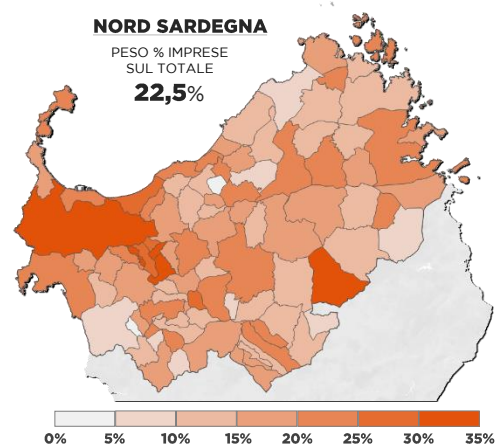 NORD SARDEGNA
PESO % IMPRESE
SUL TOTALE
22,5%
0% 5% 10% 15% 20% 25% 30% 35%